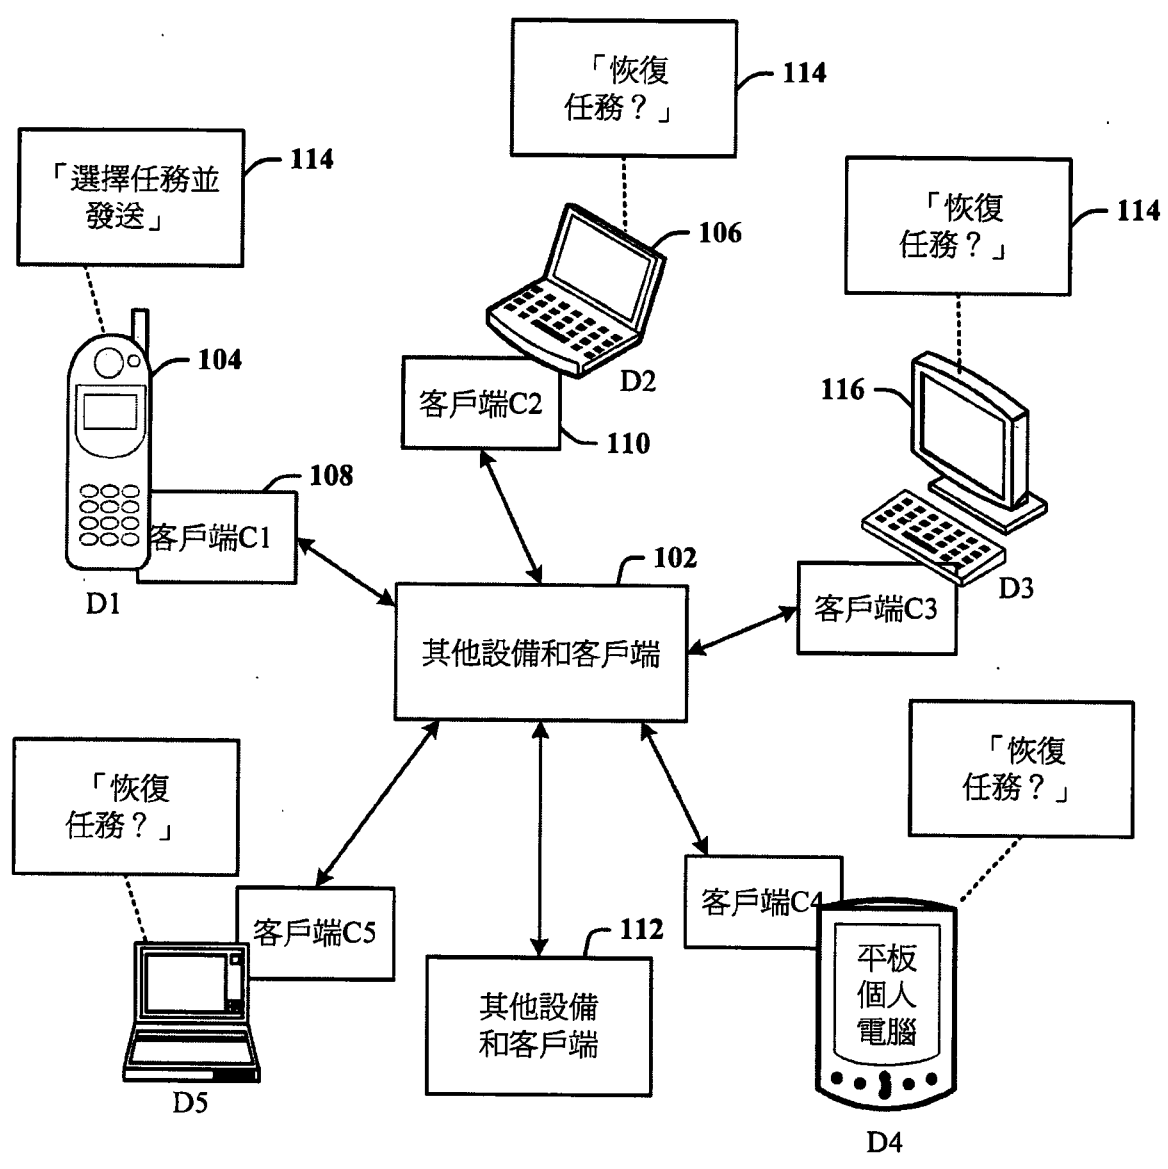 「恢復
任務？」
114
「選擇任務並
發送」
114
「恢復
任務？」
114
106
104
116
D2
客戶端C2
110
108
客戶端C1
D1
102
D3
客戶端C3
其他設備和客戶端
「恢復
任務？」
「恢復
任務？」
客戶端C4
客戶端C5
112
平板
個人
電腦
其他設備
和客戶端
D5
D4